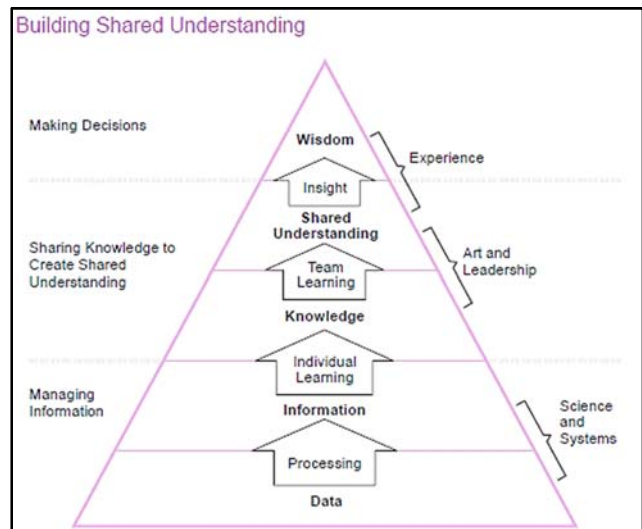 Building Shared Understanding
Making Decisions
Wisdom
Experience
Insight
Shared
Understanding
Sharing Knowledge to
Create Shared
Understanding
Art and
Leadership
Team
Learning
Knowledge
Individual
Learning
Managing
Information
Information
Science
and
Systems
Processing
Data